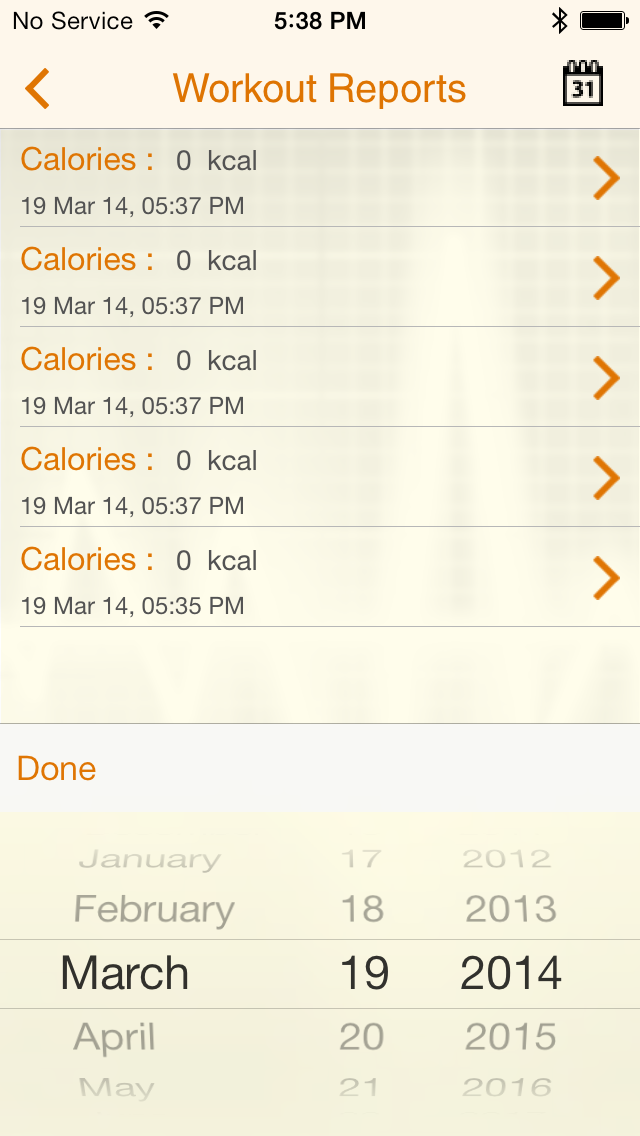 No Service 5:38 PM
Workout Reports 31
Calories : 0 kcal
19 Mar 14, 05:37 PM
Calories : 0 kcal
19 Mar 14, 05:37 PM
Calories : 0 kcal
19 Mar 14, 05:37 PM
Calories : 0 kcal
19 Mar 14, 05:37 PM
Calories : 0 kcal
19 Mar 14, 05:35 PM
Done
January 17 2012
February 18 2013
March 19 2014
April 20 2015
May 21 2016